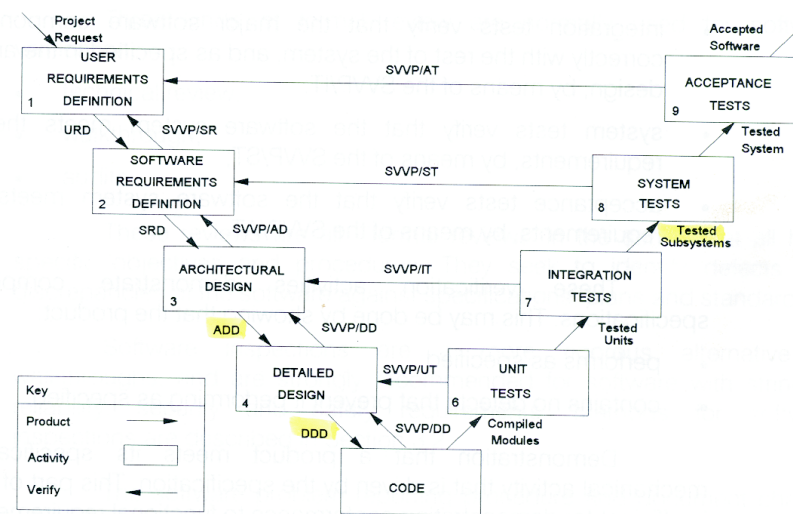 Project
Request
Accepted
Software
USER
REQUIREMENTS
DEFINITION
1
SVVP/AT
ACCEPTANCE
TESTS
9
URD
SVVP/SR
Tested
System
SOFTWARE
REQUIREMENTS
DEFINITION
2
SVVP/ST
SYSTEM
TESTS
8
SRD
SVVP/AD
Tested
Subsystems
ARCHITECTURAL
DESIGN
3
SVVP/IT
INTEGRATION
TESTS
7
ADD
SVVP/DD
Tested
Units
DETAILED
DESIGN
4
SVVP/UT
UNIT
TESTS
6
DDD
SVVP/DD
Compiled
Modules
CODE
Key
Product
Activity
Verify